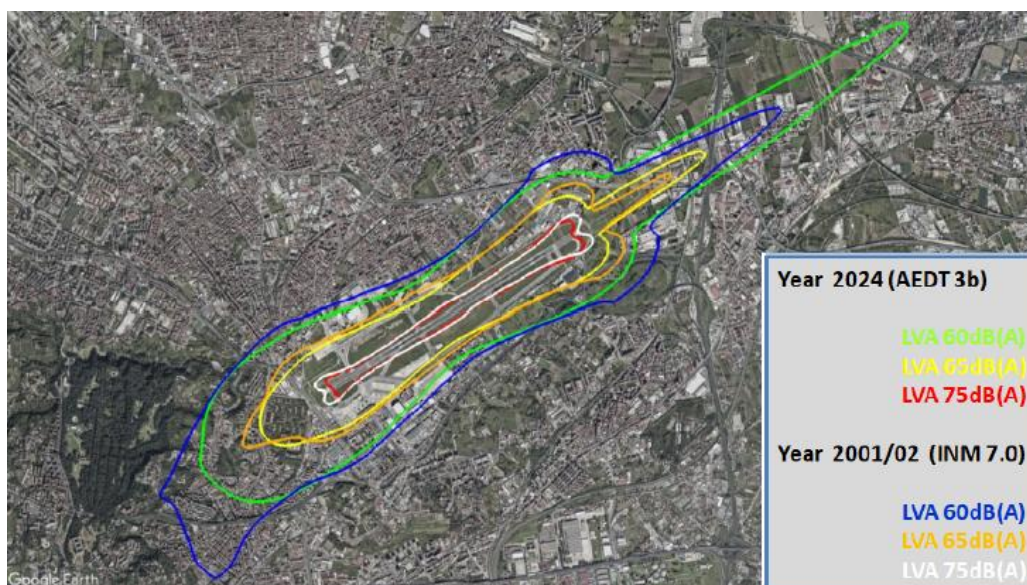 Year 2024 (AEDT 3b)
LVA 60dB(A)
LVA 65dB(A)
LVA 75dB(A)
Year 2001/02 (INM 7.0)
LVA 60dB(A)
LVA 65dB(A)
LVA 75dB(A)
Google Earth